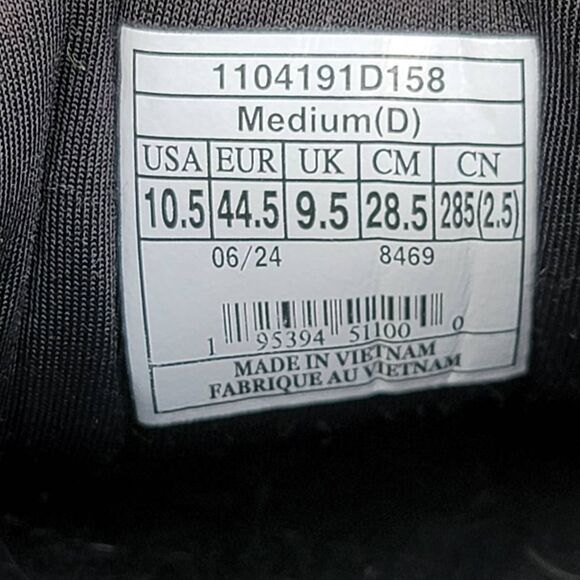 1104191D158
Medium(D)
USA EUR UK CM CN
10.5 44.5 9.5 28.5 285(2.5)
06/24 8469
1 95394 51100 0
MADE IN VIETNAM
FABRIQUE AU VIETNAM